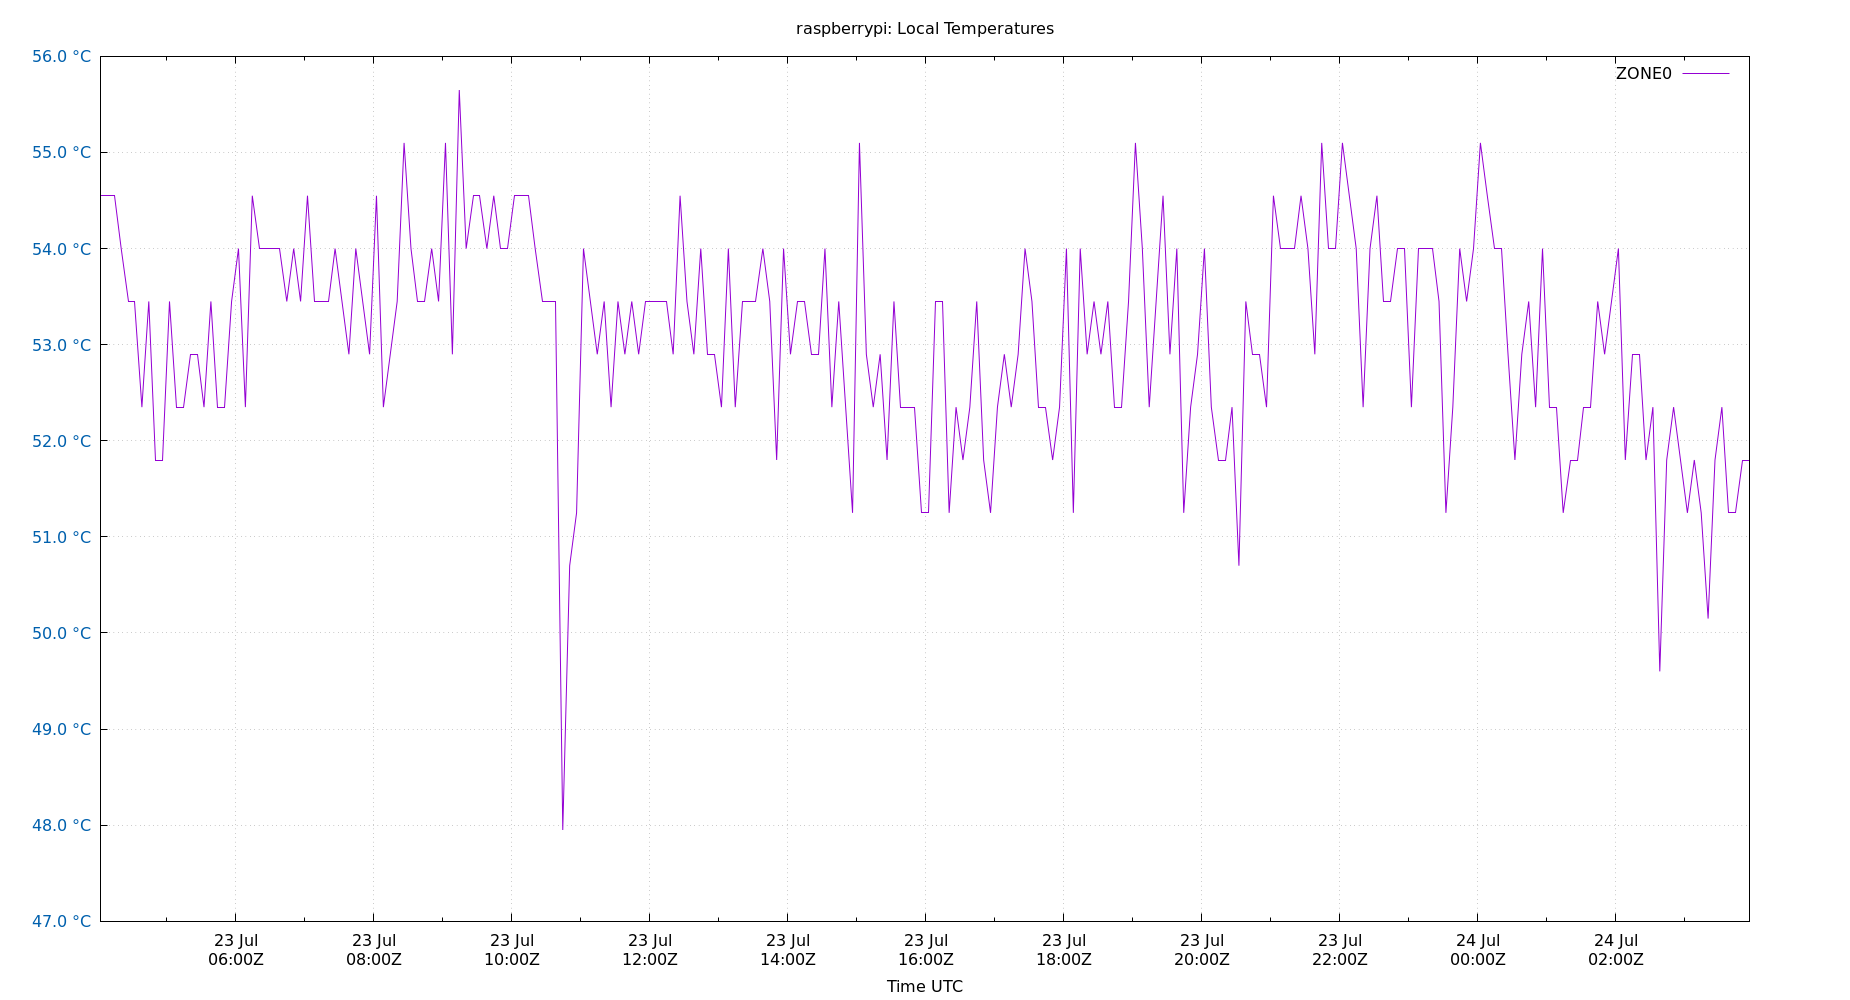 raspberrypi: Local Temperatures
ZONE0
56.0 °C
55.0 °C
54.0 °C
53.0 °C
52.0 °C
51.0 °C
50.0 °C
49.0 °C
48.0 °C
47.0 °C
23 Jul 23 Jul 23 Jul 23 Jul 23 Jul 23 Jul 23 Jul 23 Jul 23 Jul 24 Jul 24 Jul
06:00Z 08:00Z 10:00Z 12:00Z 14:00Z 16:00Z 18:00Z 20:00Z 22:00Z 00:00Z 02:00Z
Time UTC